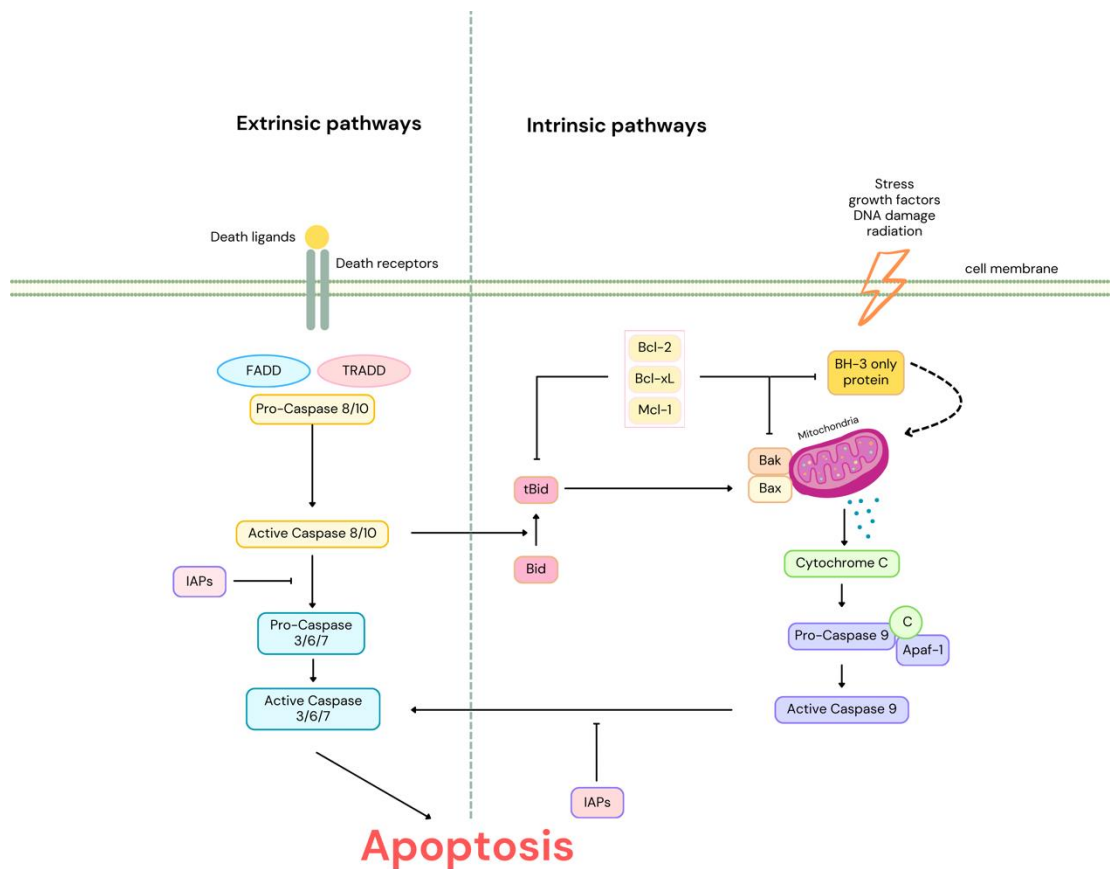 Extrinsic pathways
Intrinsic pathways
Stress
growth factors
DNA damage
radiation
Death ligands
Death receptors
cell membrane
FADD
TRADD
Pro-Caspase 8/10
Bcl-2
Bcl-xL
Mcl-1
BH-3 only
protein
Mitochondria
Bak
Bax
tBid
Active Caspase 8/10
Bid
Cytochrome C
IAPs
Pro-Caspase
3/6/7
C
Pro-Caspase 9
Apaf-1
Active Caspase
3/6/7
Active Caspase 9
IAPs
Apoptosis